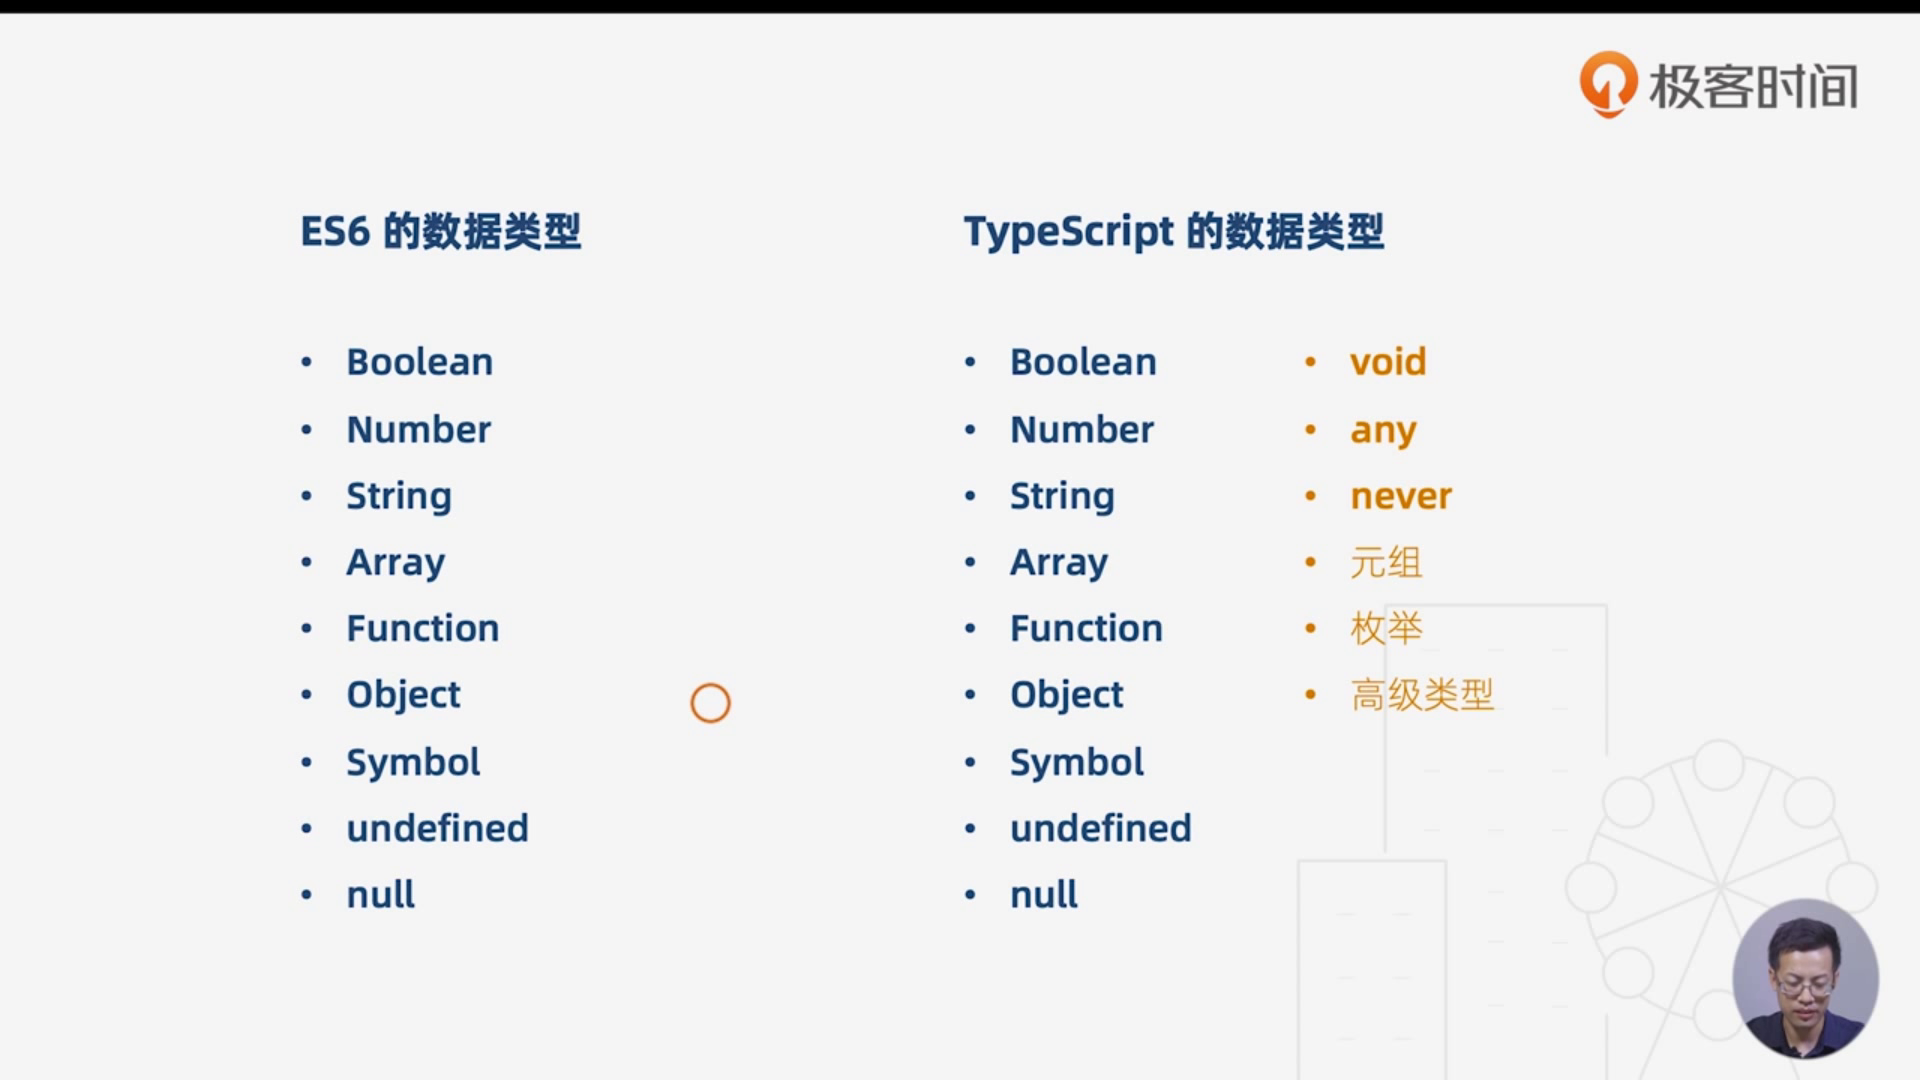 极客时间
ES6 的数据类型
Boolean
Number
String
Array
Function
Object
Symbol
undefined
null
TypeScript 的数据类型
Boolean
Number
String
Array
Function
Object
Symbol
undefined
null
void
any
never
元组
枚举
高级类型